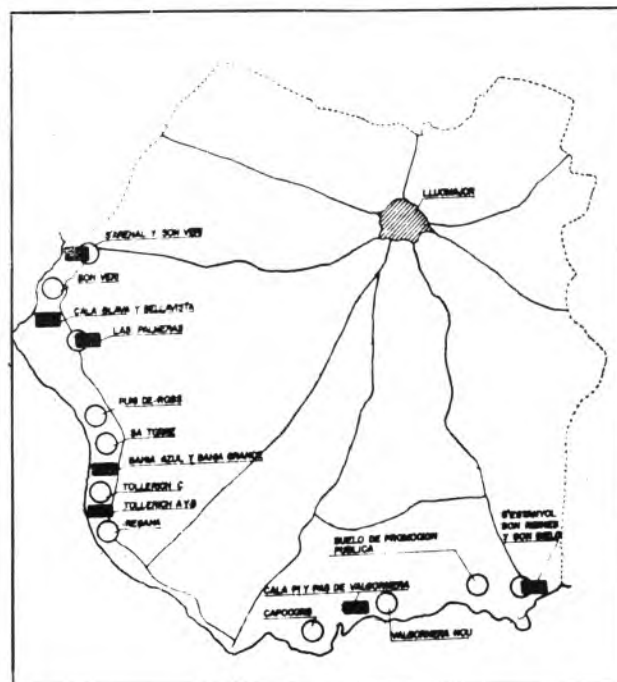 LLUCMAJOR
S'ARENAL Y SON VERI
SON VERI
CALA BLAVA Y BELLAVISTA
LAS PALMERAS
PUIG DE ROSS
SA TORRE
BAHIA AZUL Y BAHIA GRANDE
TOLLERICH C
TOLLERICH A Y B
REGANA
S'ESTANYOL
SON
Y SON BIELO
SUELO DE PROMOCION
PUBLICA
CALA PI Y PAS DE VALLGORNERA
CAPOCORB
VALLGORNERA NOU